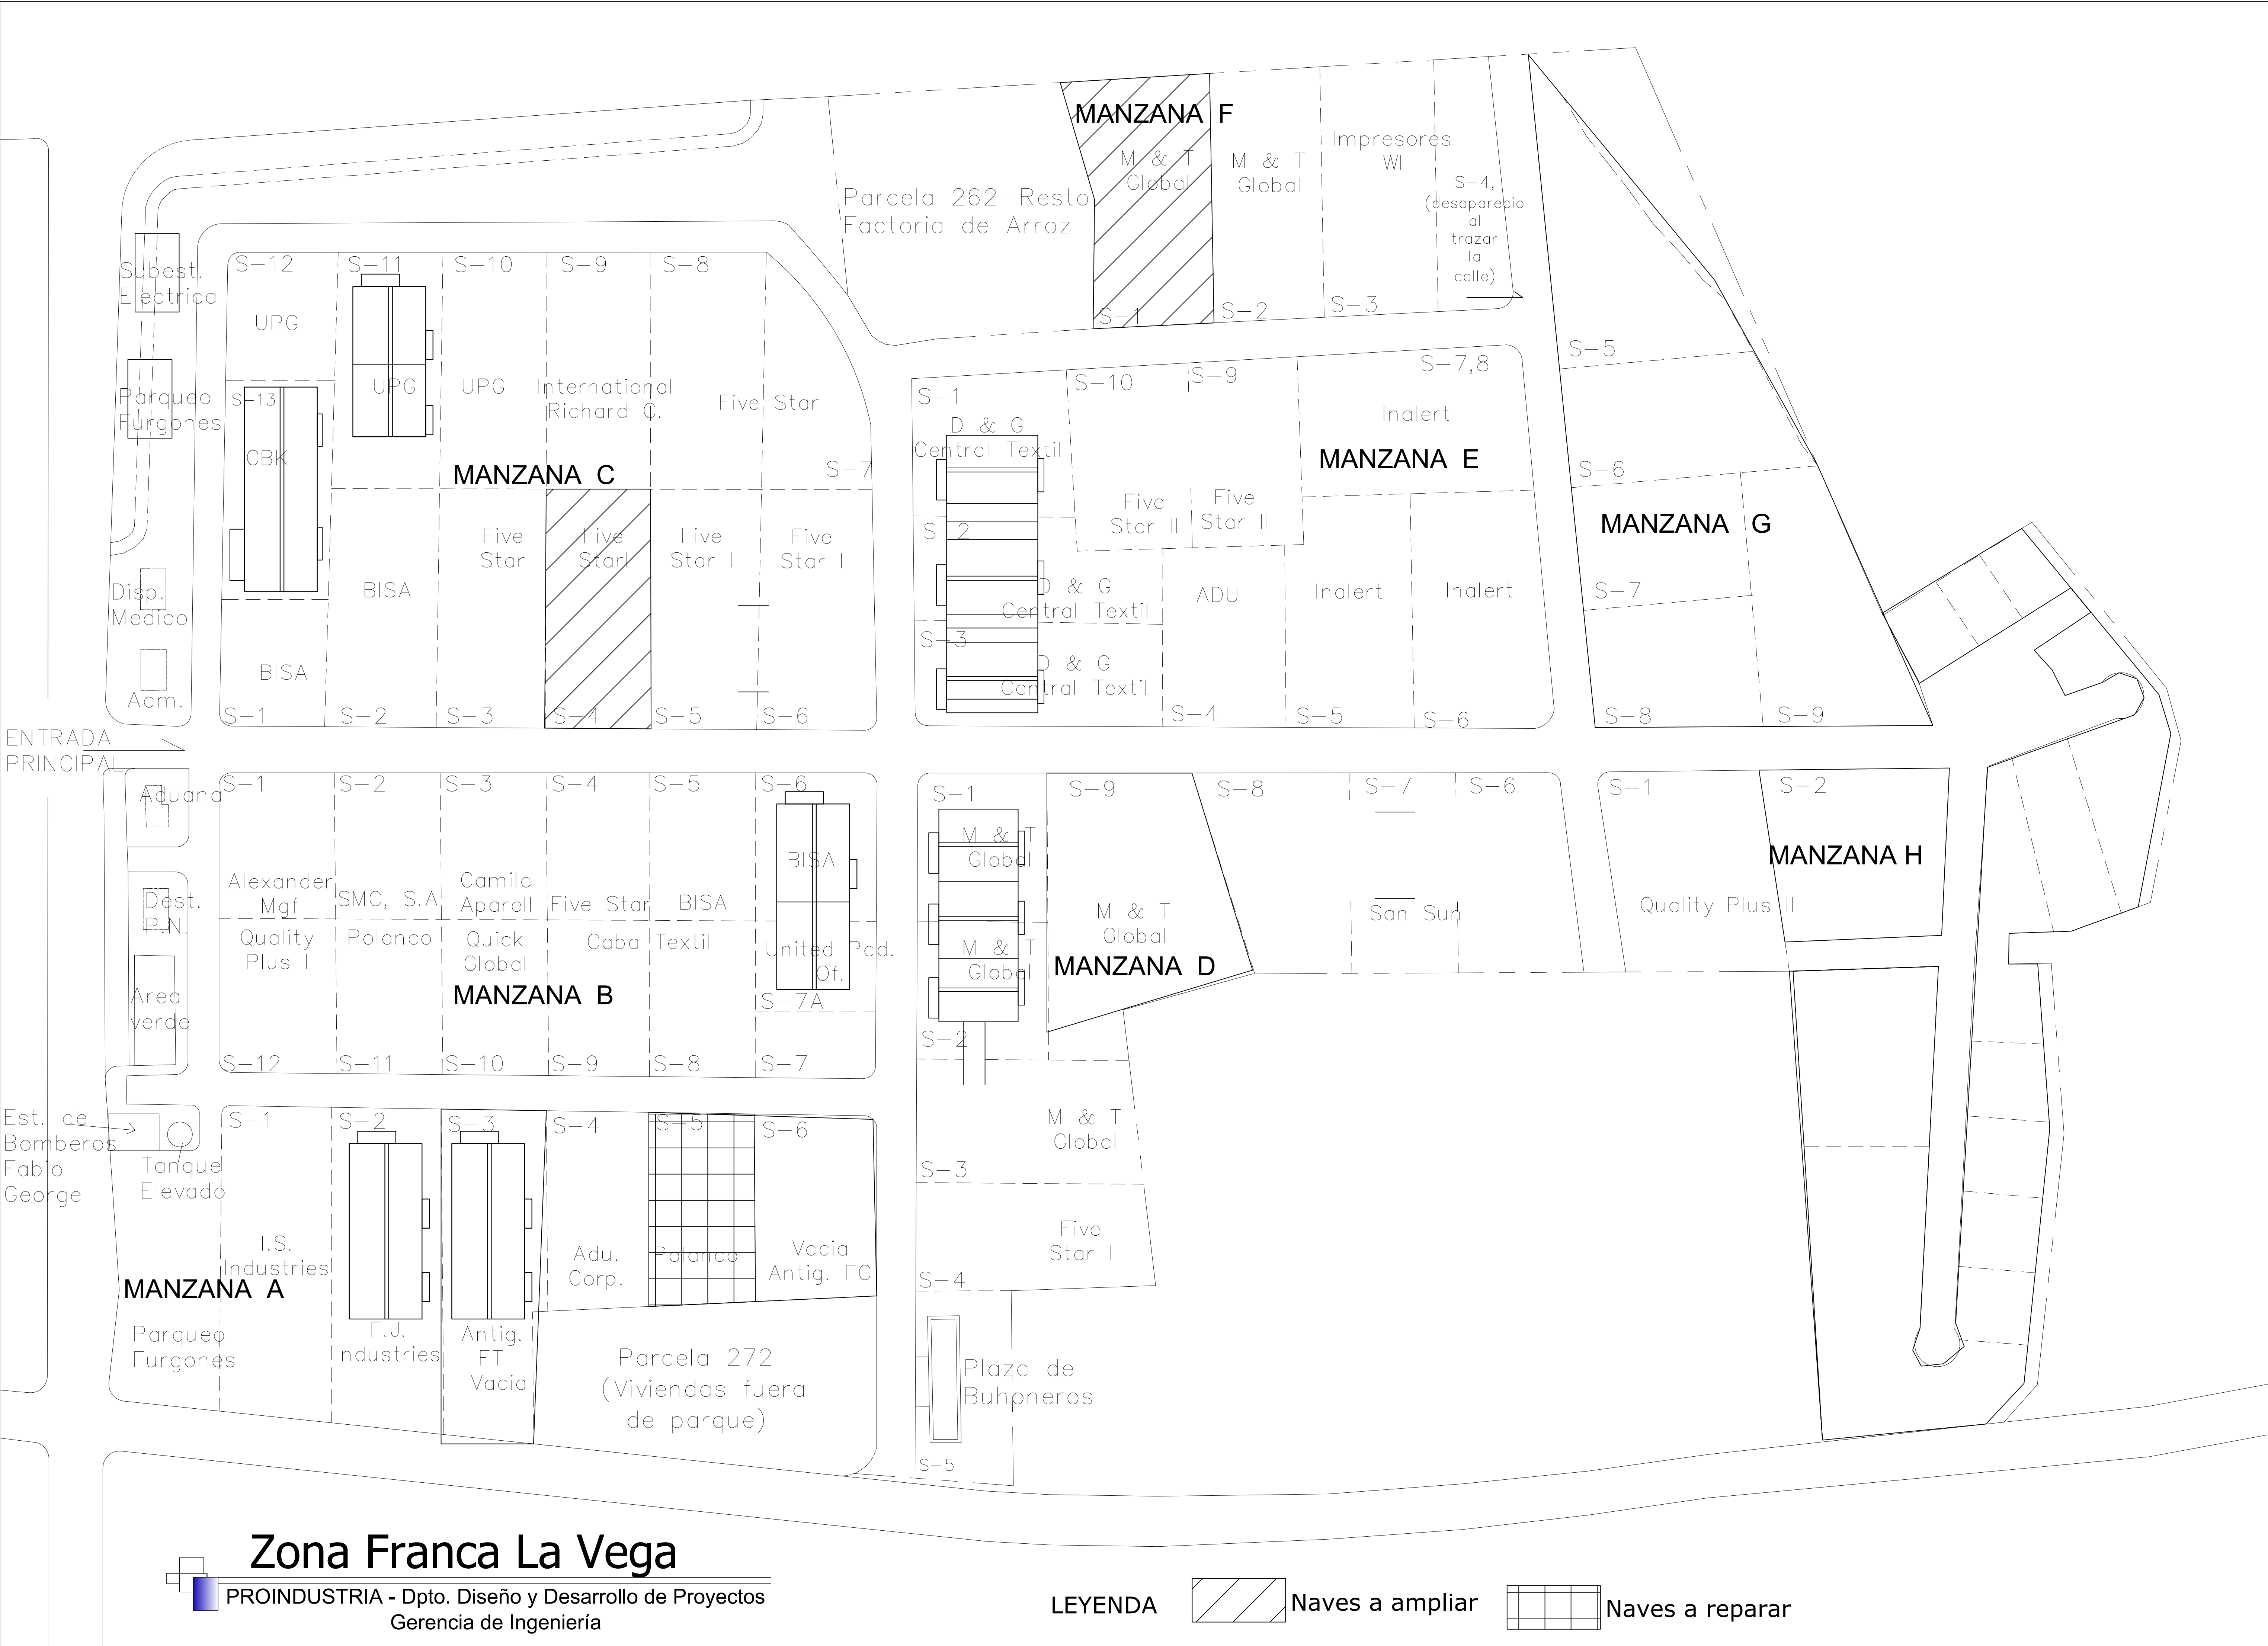 MANZANA F
M & T
Global
M & T
Global
Impresores
WI
S-4,
(desaparecio
al
trazar
la
calle)
S-1
S-2
S-3
Parcela 262-Resto
Factoria de Arroz
Subest.
Electrica
Parqueo
Furgones
Disp.
Medico
Adm.
S-12
S-11
S-10
S-9
S-8
UPG
S-13
CBK
UPG
UPG
International
Richard C.
Five Star
S-7
MANZANA C
BISA
BISA
Five
Star
Five
StarI
Five
Star I
Five
Star I
S-1
S-2
S-3
S-4
S-5
S-6
S-1
S-10
S-9
S-7,8
D & G
Central Textil
Inalert
MANZANA E
Five
Star II
Five
Star II
S-2
D & G
Central Textil
ADU
Inalert
Inalert
S-3
D & G
Central Textil
S-4
S-5
S-6
S-5
S-6
MANZANA G
S-7
S-8
S-9
ENTRADA
PRINCIPAL
Aduana
Dest.
P.N.
Area
verde
Est. de
Bomberos
Fabio
George
Tanque
Elevado
S-1
S-2
S-3
S-4
S-5
S-6
Alexander
Mgf
SMC, S.A
Camila
Aparell
Five Star
BISA
BISA
Quality
Plus I
Polanco
Quick
Global
Caba Textil
United Pad.
Of.
MANZANA B
S-7A
S-12
S-11
S-10
S-9
S-8
S-7
S-1
S-9
S-8
S-7
S-6
M & T
Global
M & T
Global
M & T
Global
San Sun
MANZANA D
S-2
M & T
Global
S-3
Five
Star I
S-4
Plaza de
Buhoneros
S-5
S-1
S-2
MANZANA H
Quality Plus II
S-1
S-2
S-3
S-4
S-5
S-6
I.S.
Industries
Adu.
Corp.
Polanco
Vacia
Antig. FC
MANZANA A
Parqueo
Furgones
F.J.
Industries
Antig.
FT
Vacia
Parcela 272
(Viviendas fuera
de parque)
Zona Franca La Vega
PROINDUSTRIA - Dpto. Diseño y Desarrollo de Proyectos
Gerencia de Ingeniería
LEYENDA
Naves a ampliar
Naves a reparar